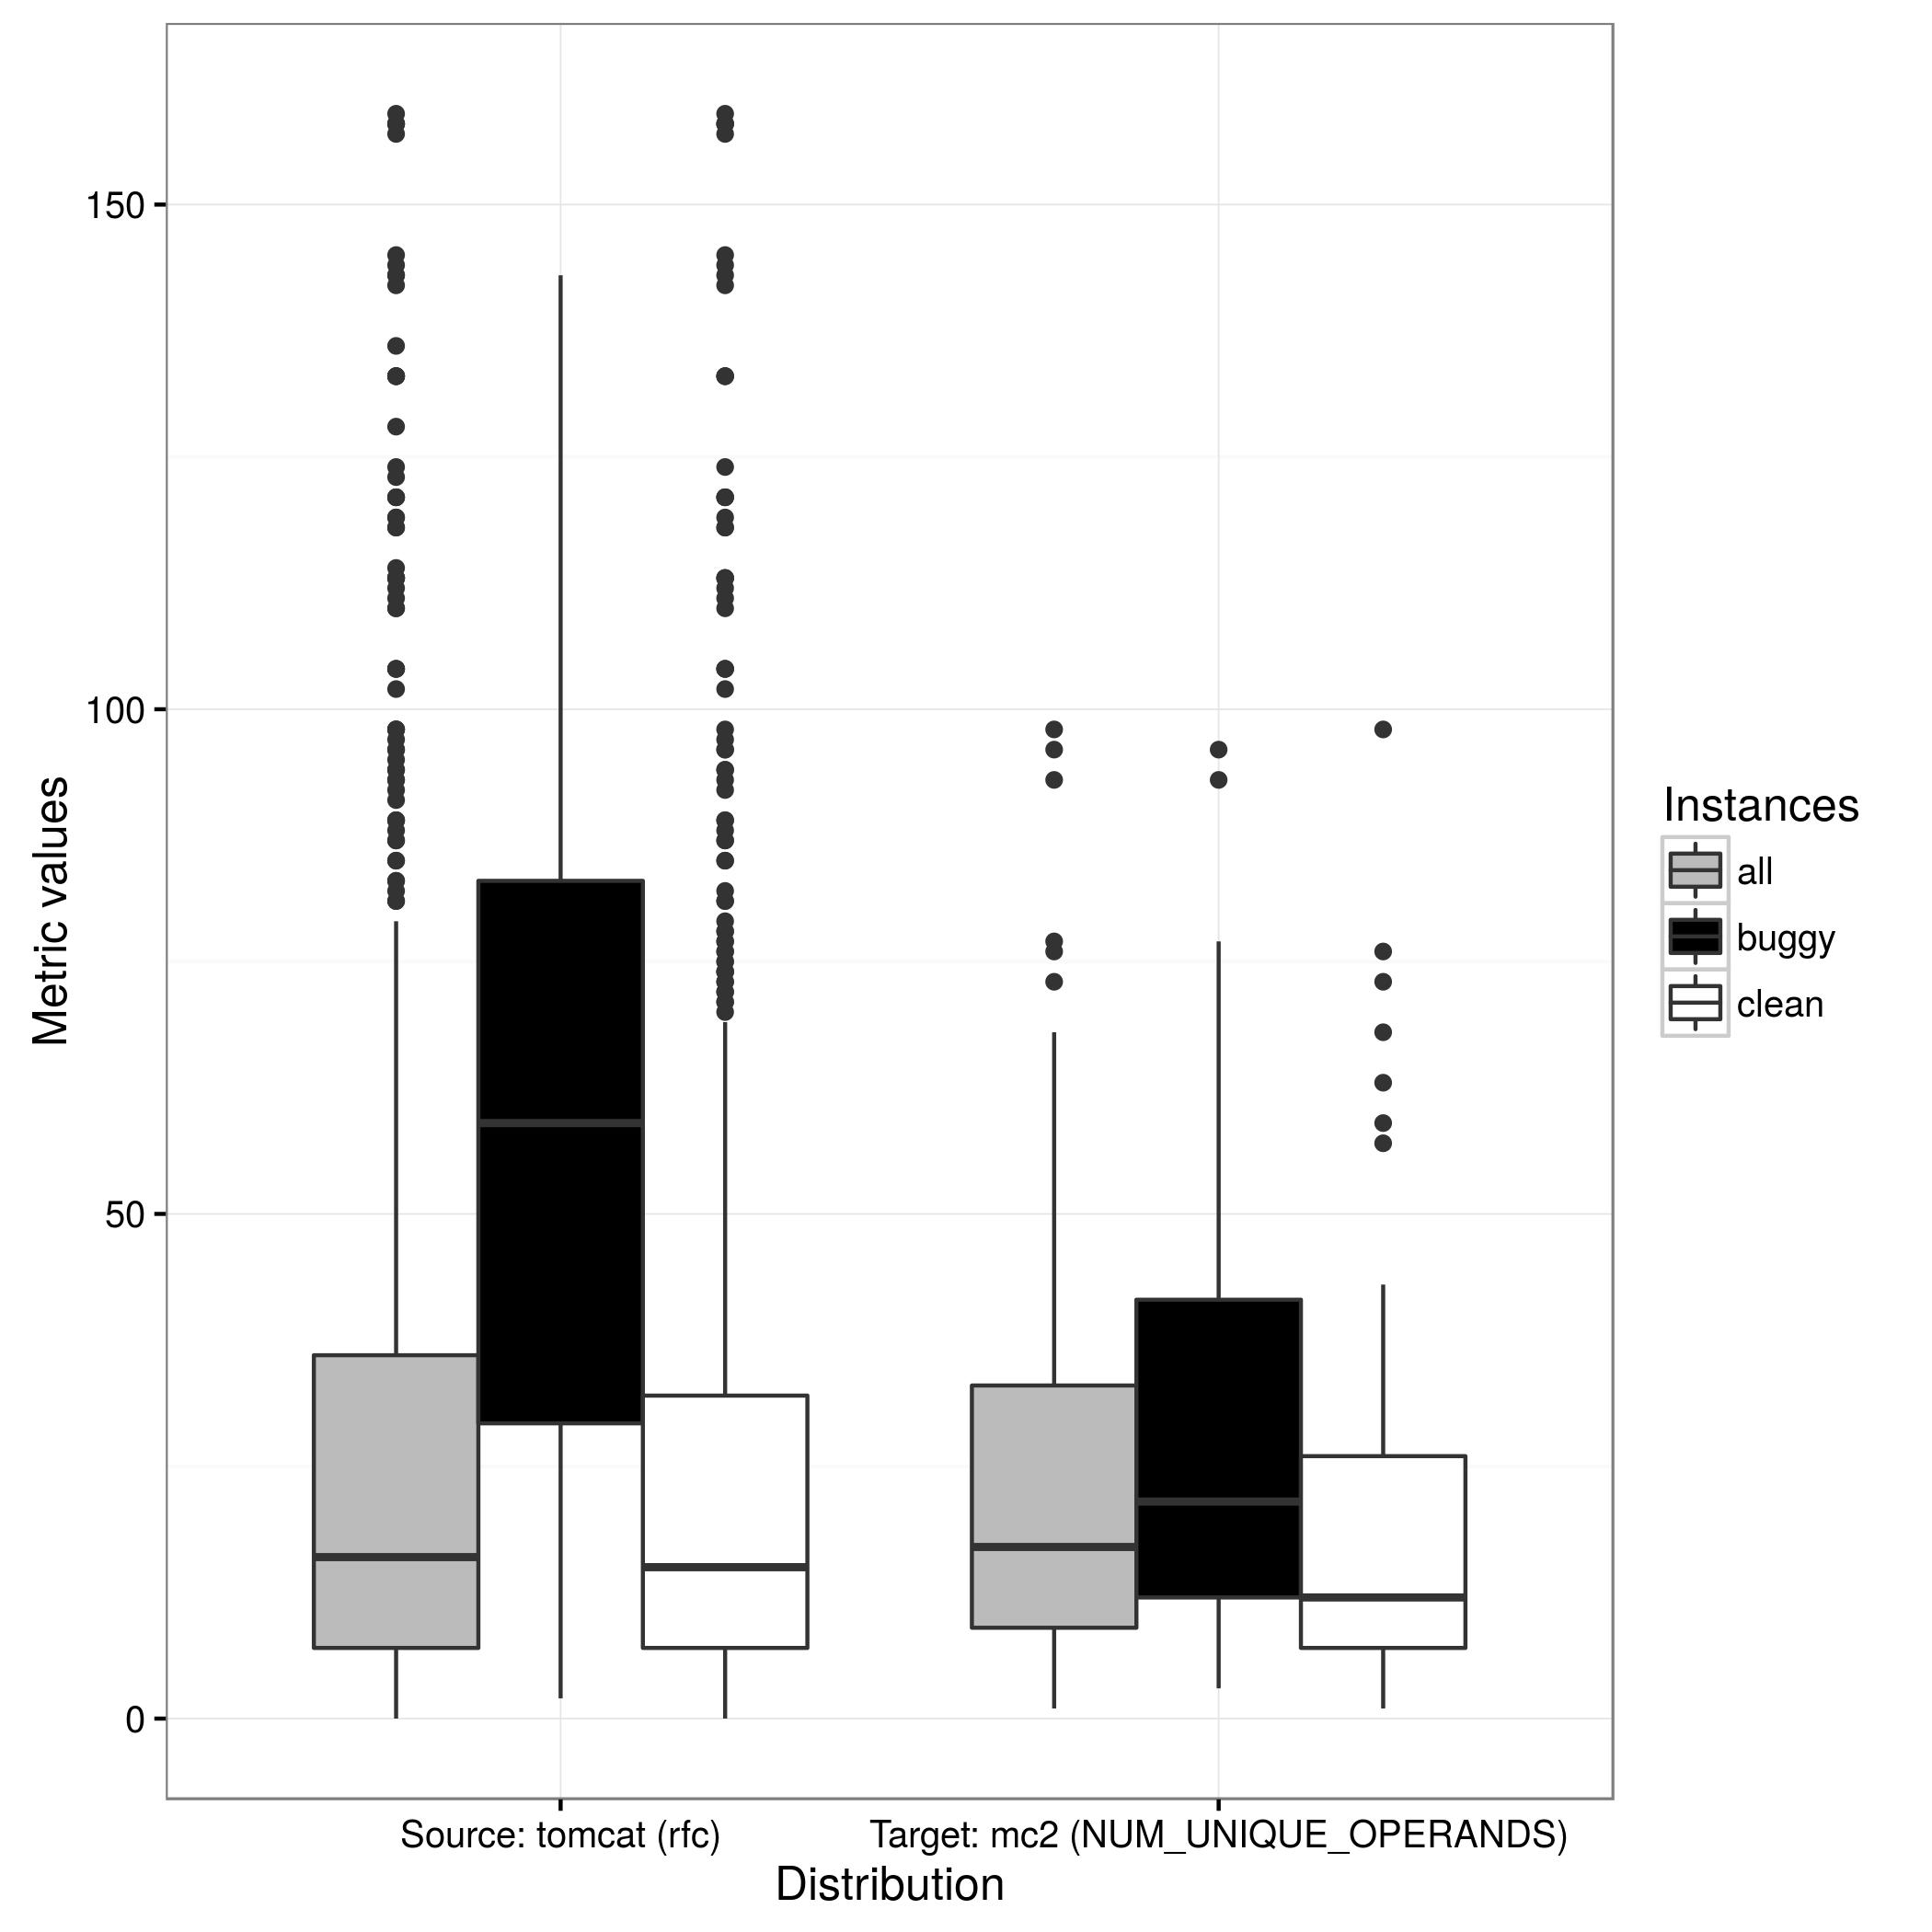 150
100
50
0
Metric values
Source: tomcat (rfc)
Target: mc2 (NUM_UNIQUE_OPERANDS)
Distribution
Instances
all
buggy
clean